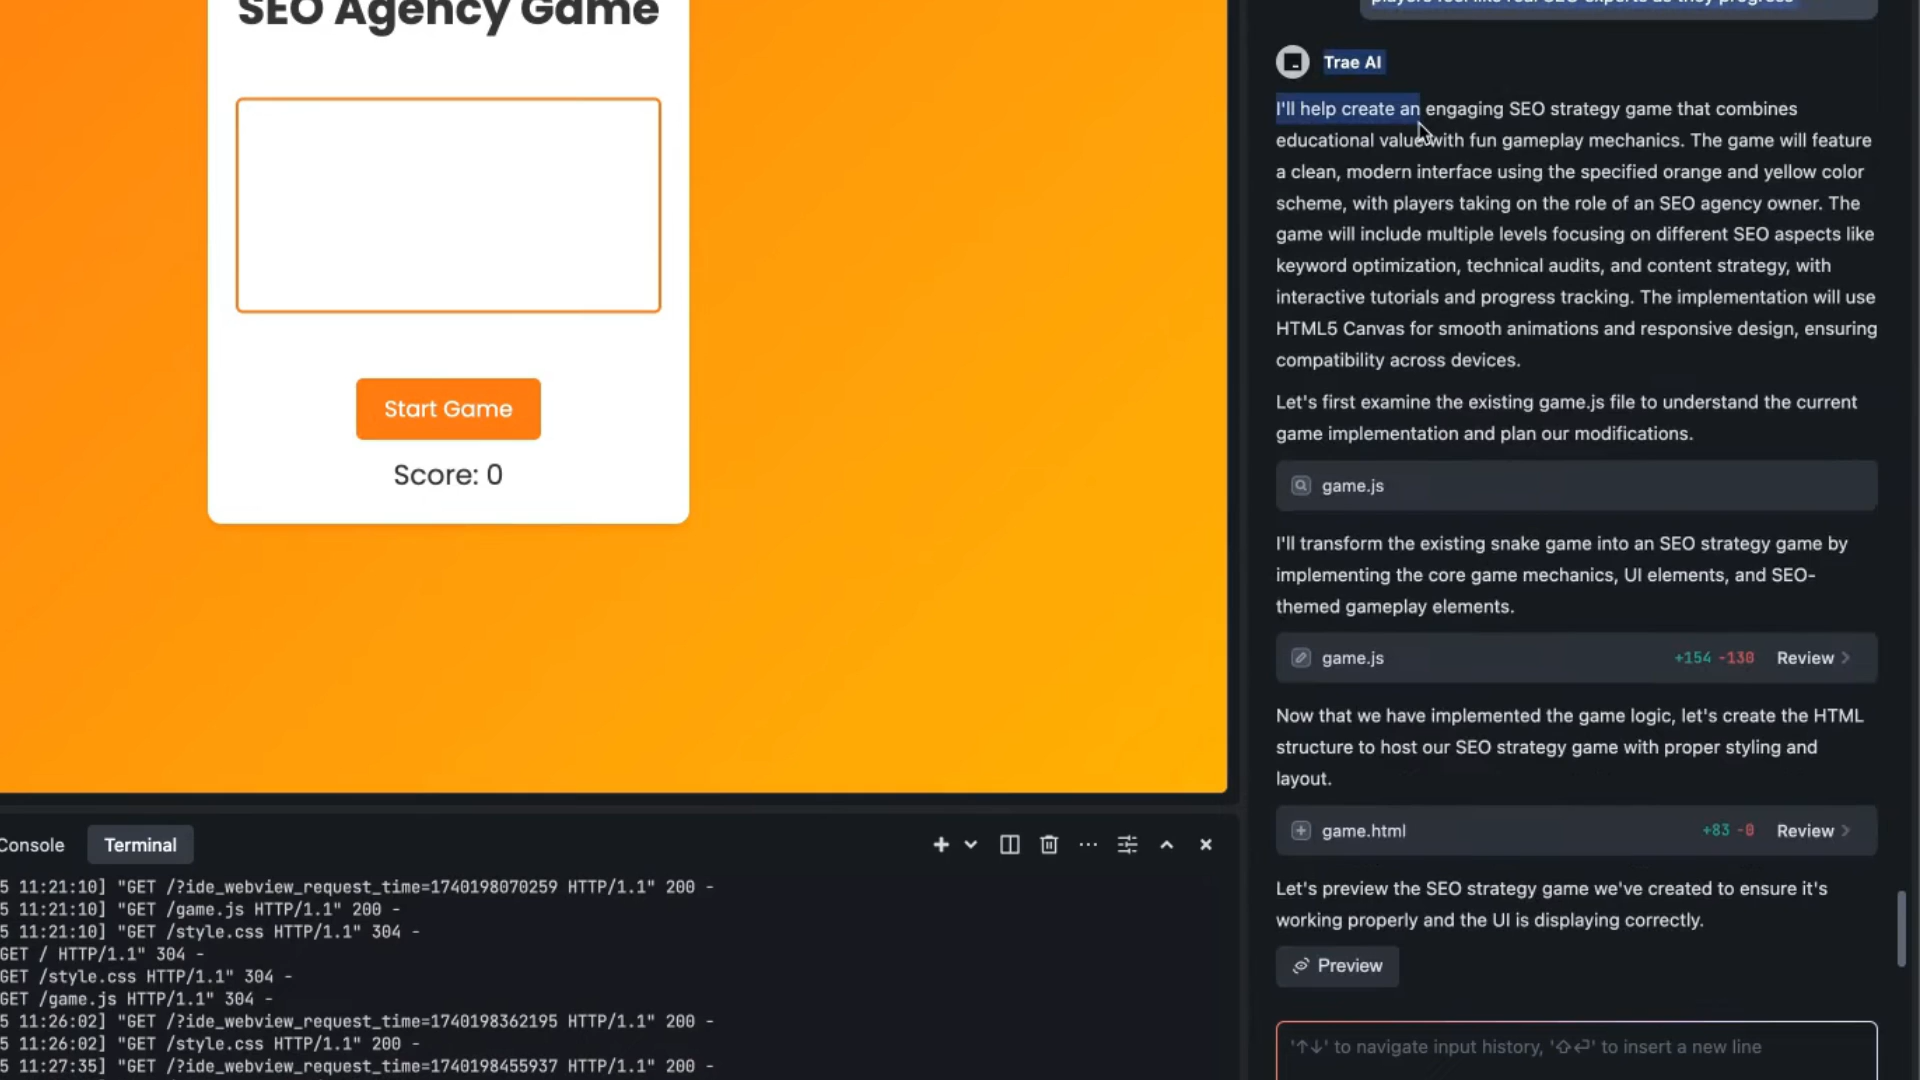 SEO Agency Game
Start Game
Score: 0
Console
Terminal
5 11:21:10] "GET /?ide_webview_request_time=1740198070259 HTTP/1.1" 200 -
5 11:21:10] "GET /game.js HTTP/1.1" 200 -
5 11:21:10] "GET /style.css HTTP/1.1" 304 -
GET / HTTP/1.1" 304 -
GET /style.css HTTP/1.1" 304 -
GET /game.js HTTP/1.1" 304 -
5 11:26:02] "GET /?ide_webview_request_time=1740198362195 HTTP/1.1" 200 -
5 11:26:02] "GET /style.css HTTP/1.1" 200 -
5 11:27:35] "GET /?ide_webview_request_time=1740198455937 HTTP/1.1" 200 -
players feel like real SEO experts as they progress
Trae AI
I'll help create an engaging SEO strategy game that combines
educational value with fun gameplay mechanics. The game will feature
a clean, modern interface using the specified orange and yellow color
scheme, with players taking on the role of an SEO agency owner. The
game will include multiple levels focusing on different SEO aspects like
keyword optimization, technical audits, and content strategy, with
interactive tutorials and progress tracking. The implementation will use
HTML5 Canvas for smooth animations and responsive design, ensuring
compatibility across devices.
Let's first examine the existing game.js file to understand the current
game implementation and plan our modifications.
game.js
I'll transform the existing snake game into an SEO strategy game by
implementing the core game mechanics, UI elements, and SEO-
themed gameplay elements.
game.js +154 -130 Review
Now that we have implemented the game logic, let's create the HTML
structure to host our SEO strategy game with proper styling and
layout.
game.html +83 -0 Review
Let's preview the SEO strategy game we've created to ensure it's
working properly and the UI is displaying correctly.
Preview
'↑↓' to navigate input history, '⇧⏎' to insert a new line